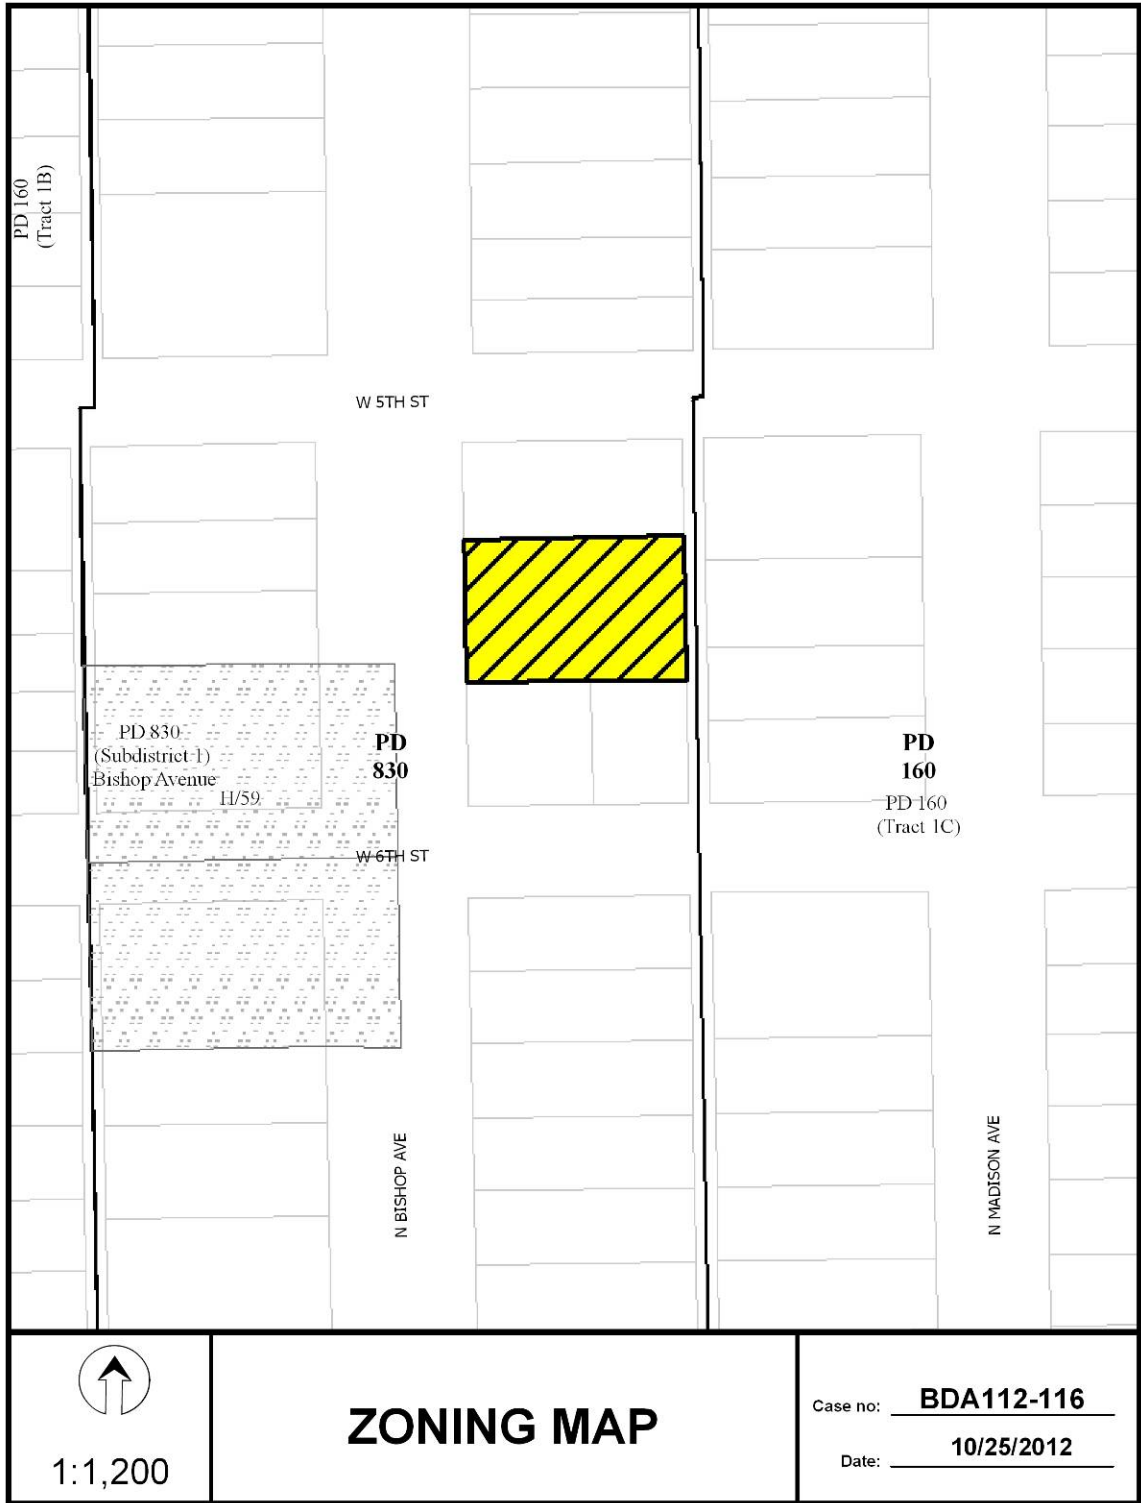 PD 160
(Tract 1B)
W 5TH ST
PD 830
(Subdistrict 1)
Bishop Avenue
H/59
PD
830
PD
160
PD 160
(Tract 1C)
W 6TH ST
N BISHOP AVE
N MADISON AVE
1:1,200
ZONING MAP
Case no: BDA112-116
Date: 10/25/2012